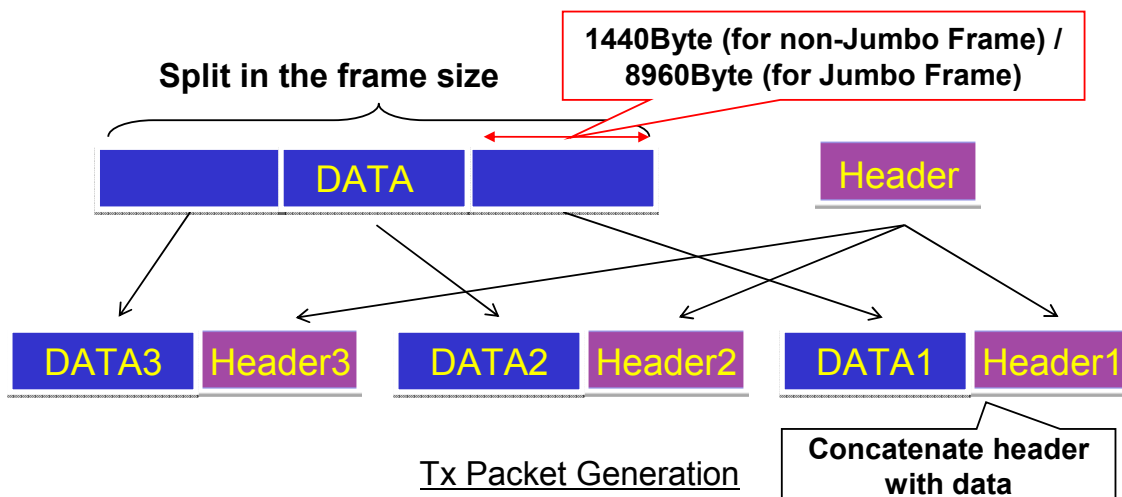 1440Byte (for non-Jumbo Frame) /
8960Byte (for Jumbo Frame)
Split in the frame size
DATA
Header
DATA3 Header3 DATA2 Header2 DATA1 Header1
Tx Packet Generation
Concatenate header
with data